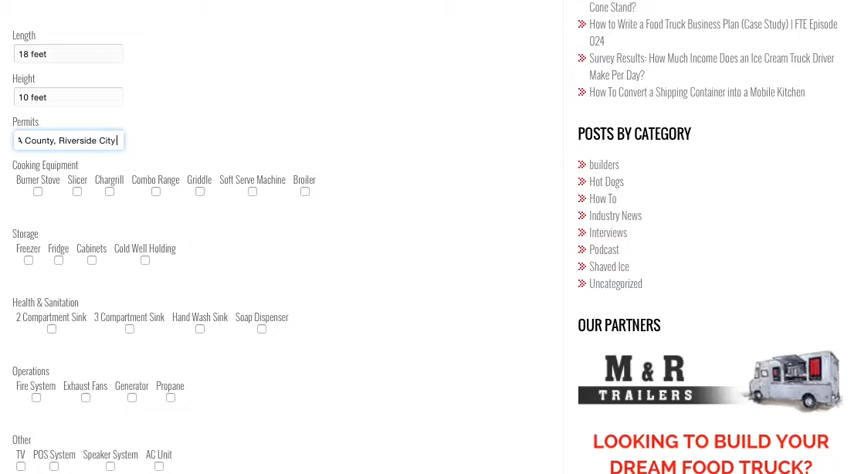 Length
18 feet
Height
10 feet
Permits
County, Riverside City
Cooking Equipment
Burner Stove Slicer Chargrill Combo Range Griddle Soft Serve Machine Broiler
Storage
Freezer Fridge Cabinets Cold Well Holding
Health & Sanitation
2 Compartment Sink 3 Compartment Sink Hand Wash Sink Soap Dispenser
Operations
Fire System Exhaust Fans Generator Propane
Other
TV POS System Speaker System AC Unit
Cone Stand?
How to Write a Food Truck Business Plan (Case Study) | FTE Episode
024
Survey Results: How Much Income Does an Ice Cream Truck Driver
Make Per Day?
How To Convert a Shipping Container into a Mobile Kitchen
POSTS BY CATEGORY
builders
Hot Dogs
How To
Industry News
Interviews
Podcast
Shaved Ice
Uncategorized
OUR PARTNERS
M & R
TRAILERS
LOOKING TO BUILD YOUR
DREAM FOOD TRUCK?